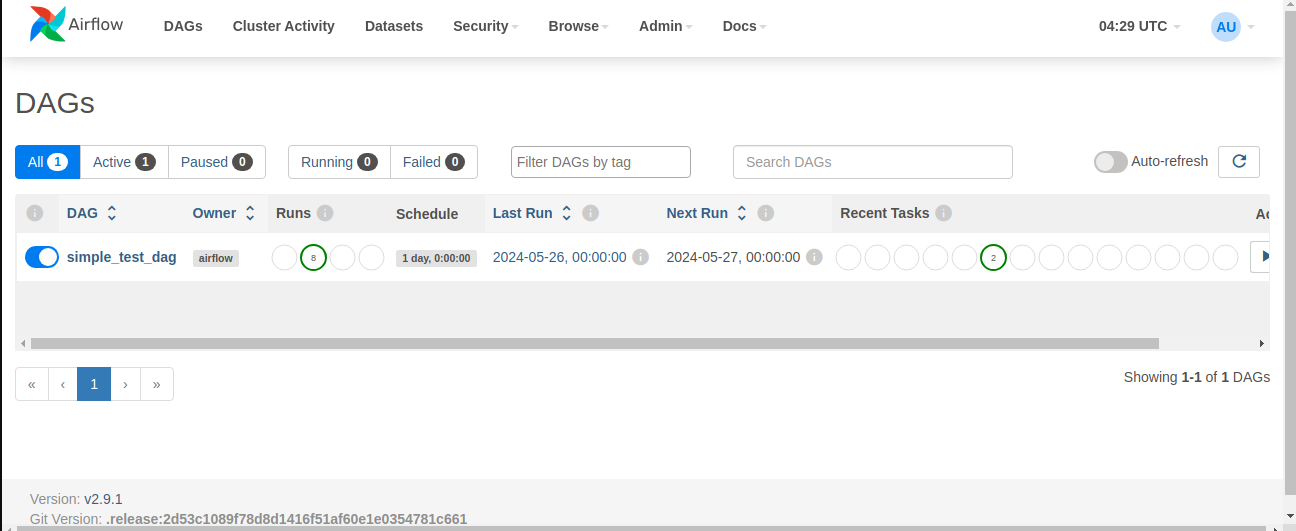 Airflow DAGs Cluster Activity Datasets Security Browse Admin Docs 04:29 UTC AU
DAGs
All 1 Active 1 Paused 0 Running 0 Failed 0 Filter DAGs by tag Search DAGs Auto-refresh
i DAG Owner Runs i Schedule Last Run i Next Run i Recent Tasks i
simple_test_dag airflow 8 1 day, 0:00:00 2024-05-26, 00:00:00 i 2024-05-27, 00:00:00 i 2
« ‹ 1 › »
Showing 1-1 of 1 DAGs
Version: v2.9.1
Git Version: .release:2d53c1089f78d8d1416f51af60e1e0354781c661